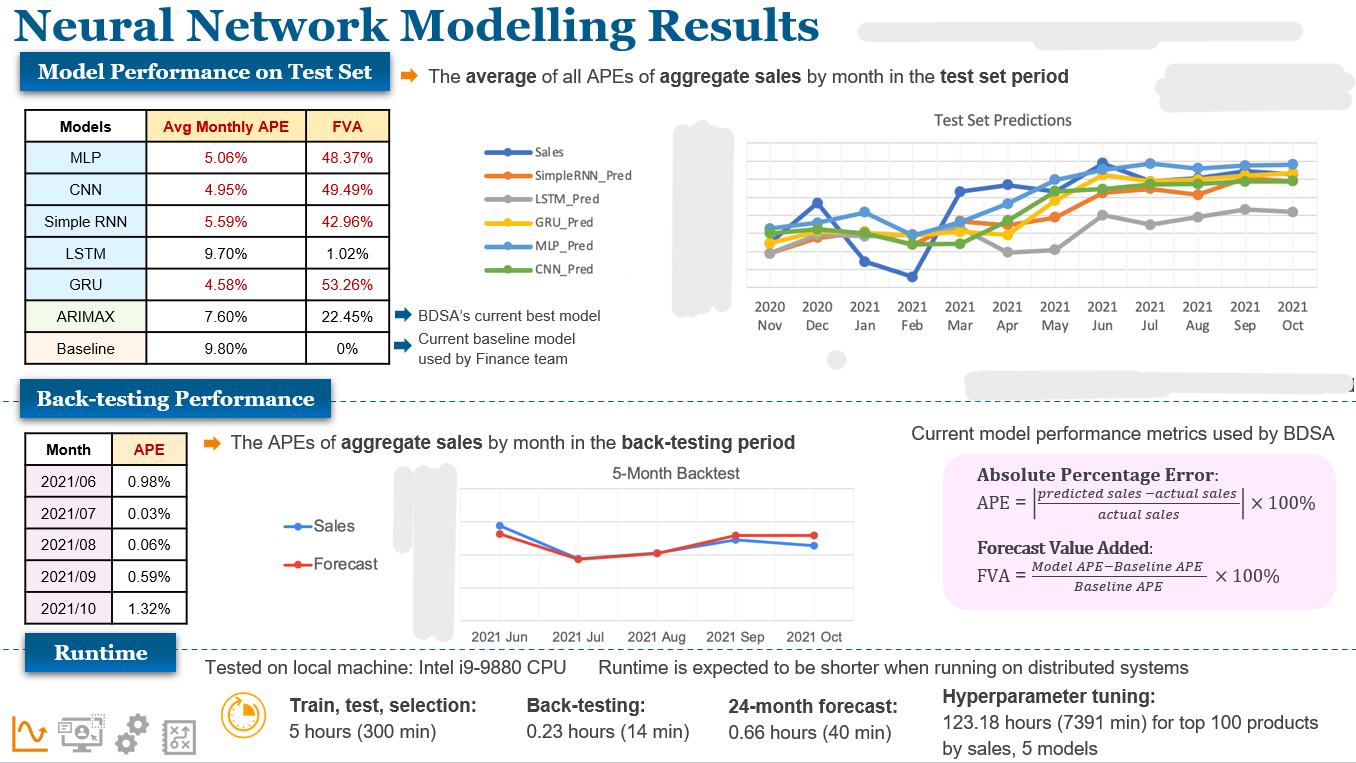 Neural Network Modelling Results
Model Performance on Test Set
The average of all APEs of aggregate sales by month in the test set period
Models Avg Monthly APE FVA
MLP 5.06% 48.37%
CNN 4.95% 49.49%
Simple RNN 5.59% 42.96%
LSTM 9.70% 1.02%
GRU 4.58% 53.26%
ARIMAX 7.60% 22.45%
Baseline 9.80% 0%
BDSA's current best model
Current baseline model
used by Finance team
Test Set Predictions
Sales
SimpleRNN_Pred
LSTM_Pred
GRU_Pred
MLP_Pred
CNN_Pred
2020 2020 2021 2021 2021 2021 2021 2021 2021 2021 2021 2021
Nov Dec Jan Feb Mar Apr May Jun Jul Aug Sep Oct
Back-testing Performance
Month APE
2021/06 0.98%
2021/07 0.03%
2021/08 0.06%
2021/09 0.59%
2021/10 1.32%
The APEs of aggregate sales by month in the back-testing period
5-Month Backtest
Sales
Forecast
2021 Jun 2021 Jul 2021 Aug 2021 Sep 2021 Oct
Current model performance metrics used by BDSA
Absolute Percentage Error:
APE = |predicted sales −actual sales / actual sales| × 100%
Forecast Value Added:
FVA = Model APE−Baseline APE / Baseline APE × 100%
Runtime
Tested on local machine: Intel i9-9880 CPU Runtime is expected to be shorter when running on distributed systems
Train, test, selection:
5 hours (300 min)
Back-testing:
0.23 hours (14 min)
24-month forecast:
0.66 hours (40 min)
Hyperparameter tuning:
123.18 hours (7391 min) for top 100 products
by sales, 5 models